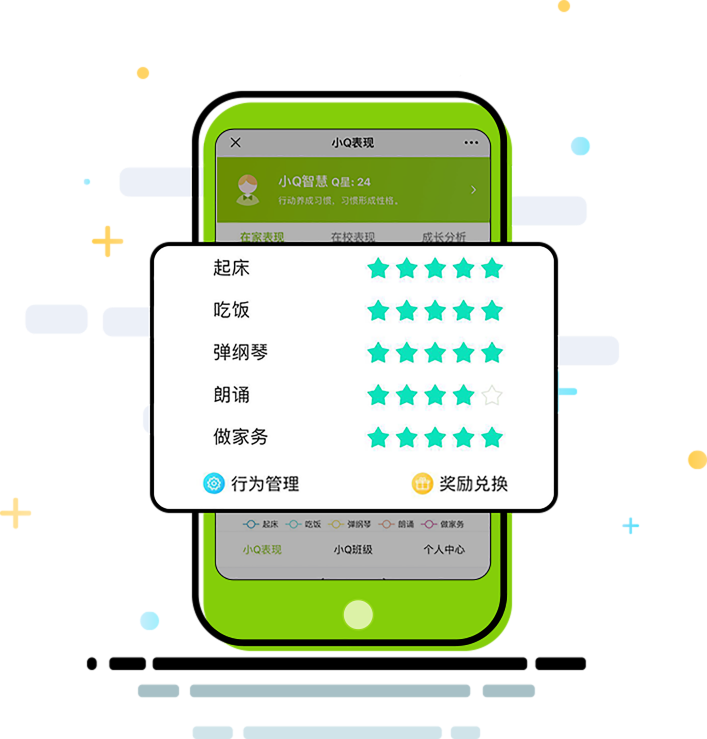 小Q表现
小Q智慧 Q星: 24
行动养成习惯，习惯形成性格。
在家表现 在校表现 成长分析
起床
吃饭
弹纲琴
朗诵
做家务
行为管理 奖励兑换
起床 吃饭 弹纲琴 朗诵 做家务
小Q表现 小Q班级 个人中心